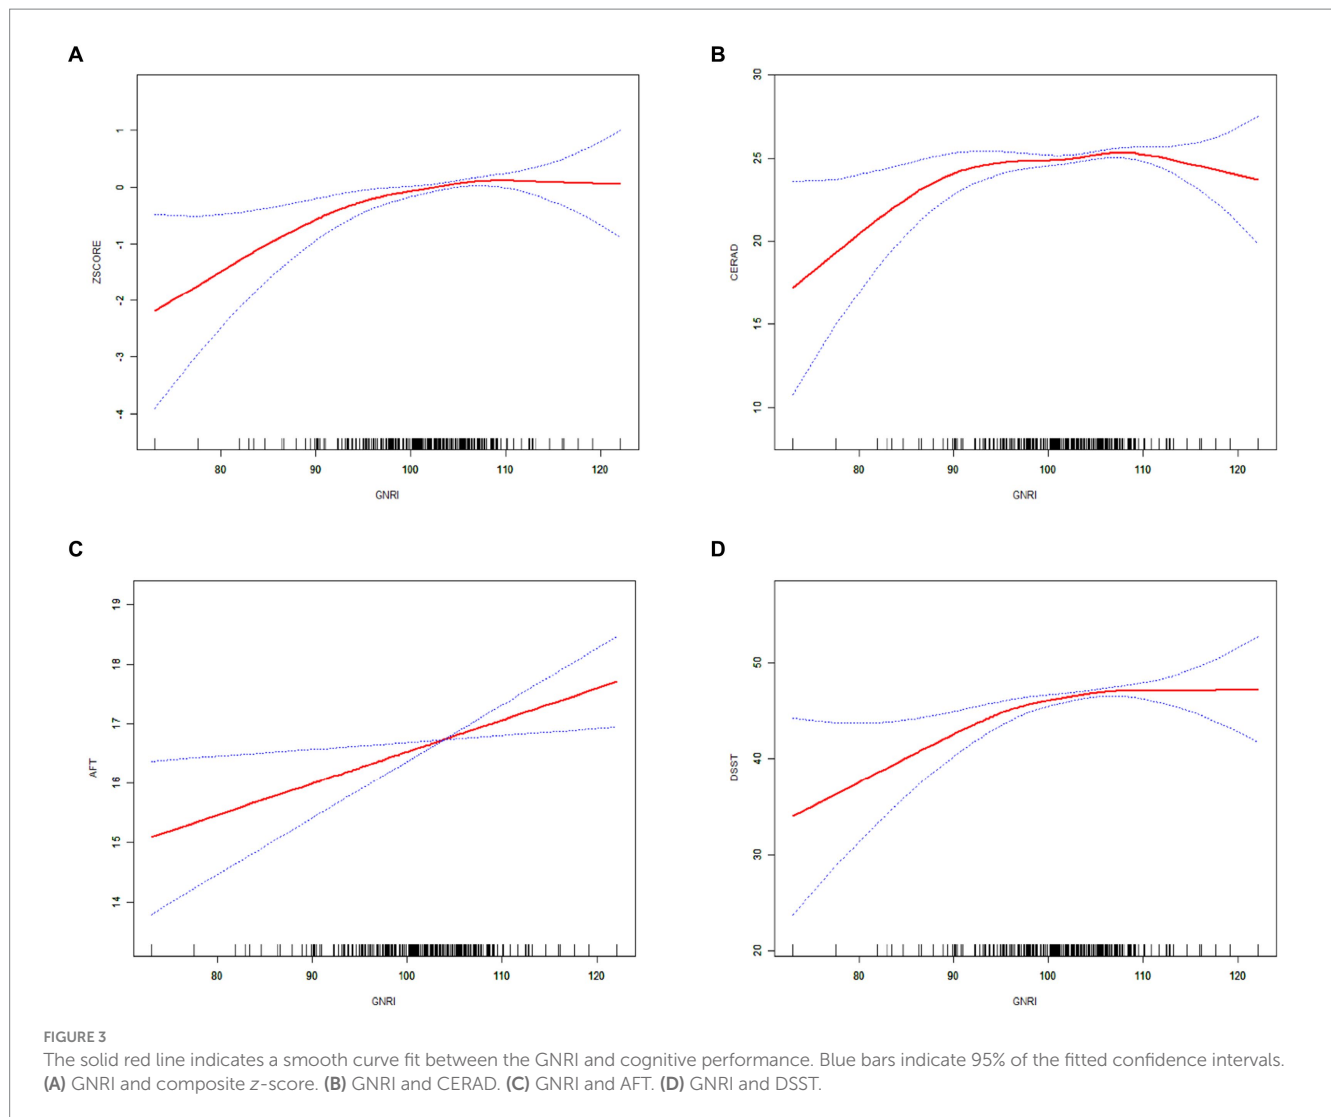 A
1
0
-1
-2
-3
-4
ZSCORE
80
90
100
110
120
GNRI
B
30
25
20
15
10
CERAD
80
90
100
110
120
GNRI
C
19
18
17
16
15
14
AFT
80
90
100
110
120
GNRI
D
50
40
30
20
DSST
80
90
100
110
120
GNRI
FIGURE 3
The solid red line indicates a smooth curve fit between the GNRI and cognitive performance. Blue bars indicate 95% of the fitted confidence intervals.
(A) GNRI and composite z-score. (B) GNRI and CERAD. (C) GNRI and AFT. (D) GNRI and DSST.